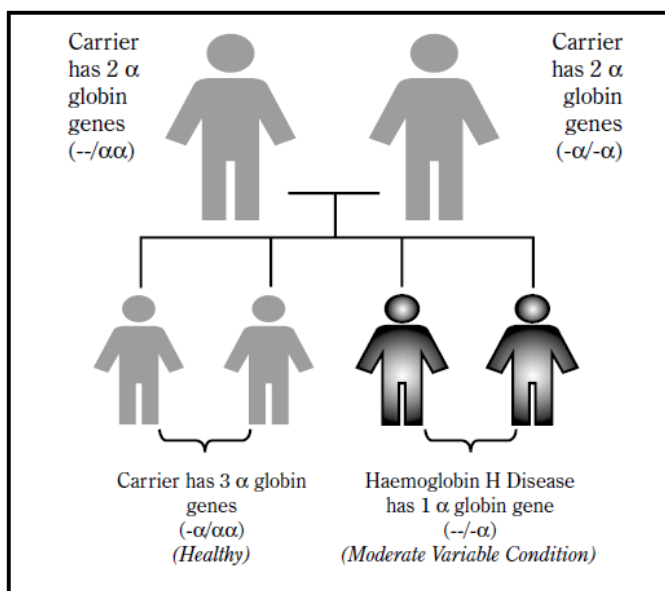 Carrier
has 2 α
globin
genes
(--/αα)
Carrier
has 2 α
globin
genes
(-α/-α)
Carrier has 3 α globin
genes
(-α/αα)
(Healthy)
Haemoglobin H Disease
has 1 α globin gene
(--/-α)
(Moderate Variable Condition)